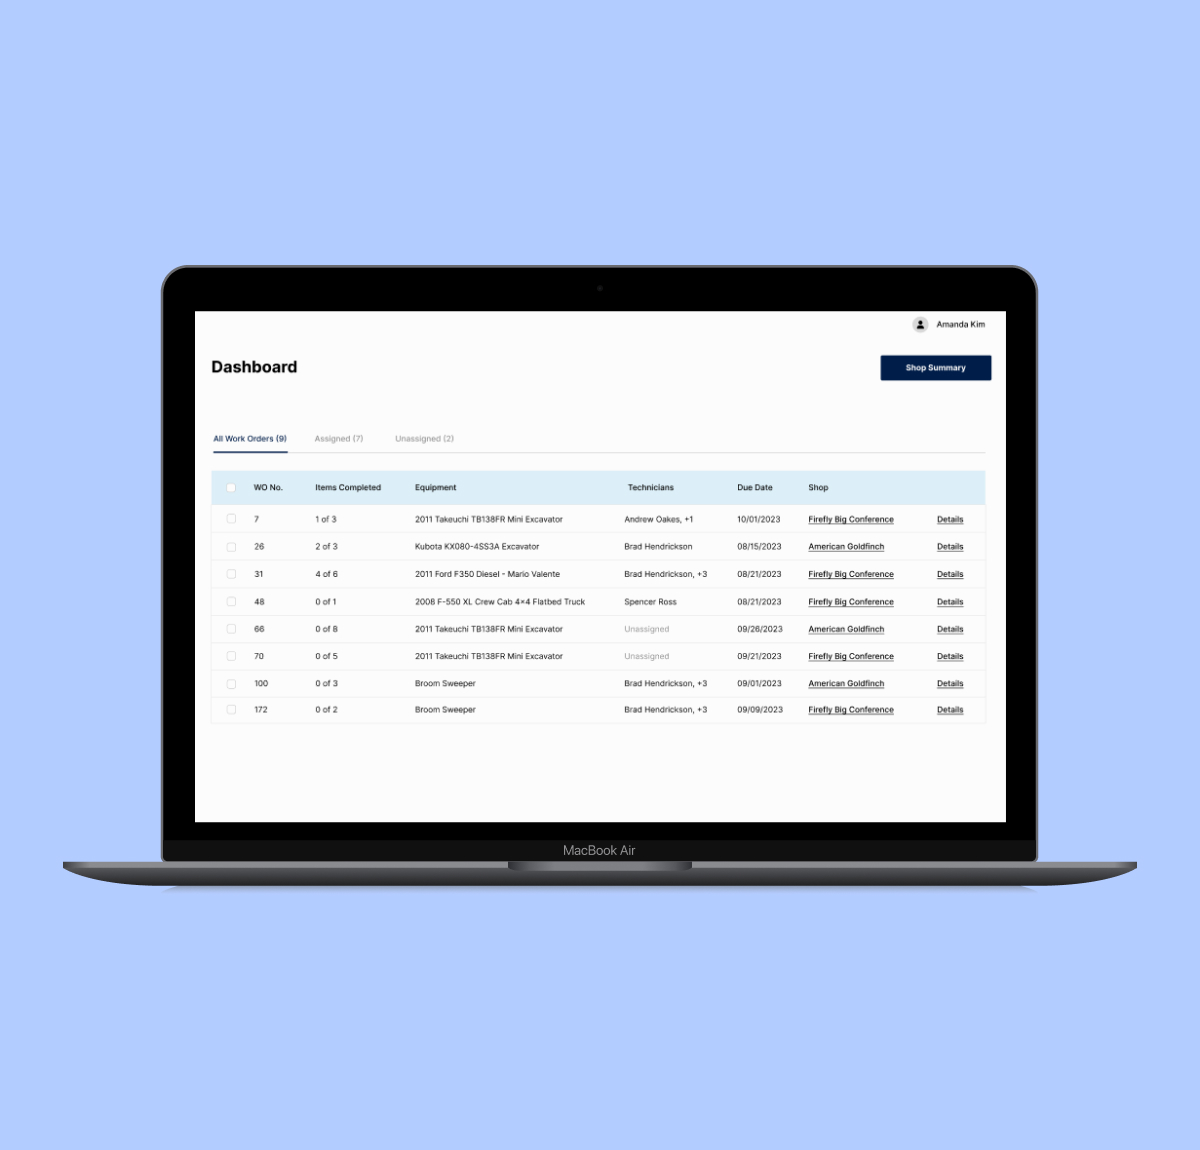 Amanda Kim
Dashboard
Shop Summary
All Work Orders (9) Assigned (7) Unassigned (2)
WO No. Items Completed Equipment Technicians Due Date Shop
7 1 of 3 2011 Takeuchi TB138FR Mini Excavator Andrew Oakes, +1 10/01/2023 Firefly Big Conference Details
26 2 of 3 Kubota KX080-4SS3A Excavator Brad Hendrickson 08/15/2023 American Goldfinch Details
31 4 of 6 2011 Ford F350 Diesel - Mario Valente Brad Hendrickson, +3 08/21/2023 Firefly Big Conference Details
48 0 of 1 2008 F-550 XL Crew Cab 4×4 Flatbed Truck Spencer Ross 08/21/2023 Firefly Big Conference Details
66 0 of 8 2011 Takeuchi TB138FR Mini Excavator Unassigned 09/26/2023 American Goldfinch Details
70 0 of 5 2011 Takeuchi TB138FR Mini Excavator Unassigned 09/21/2023 Firefly Big Conference Details
100 0 of 3 Broom Sweeper Brad Hendrickson, +3 09/01/2023 American Goldfinch Details
172 0 of 2 Broom Sweeper Brad Hendrickson, +3 09/09/2023 Firefly Big Conference Details
MacBook Air